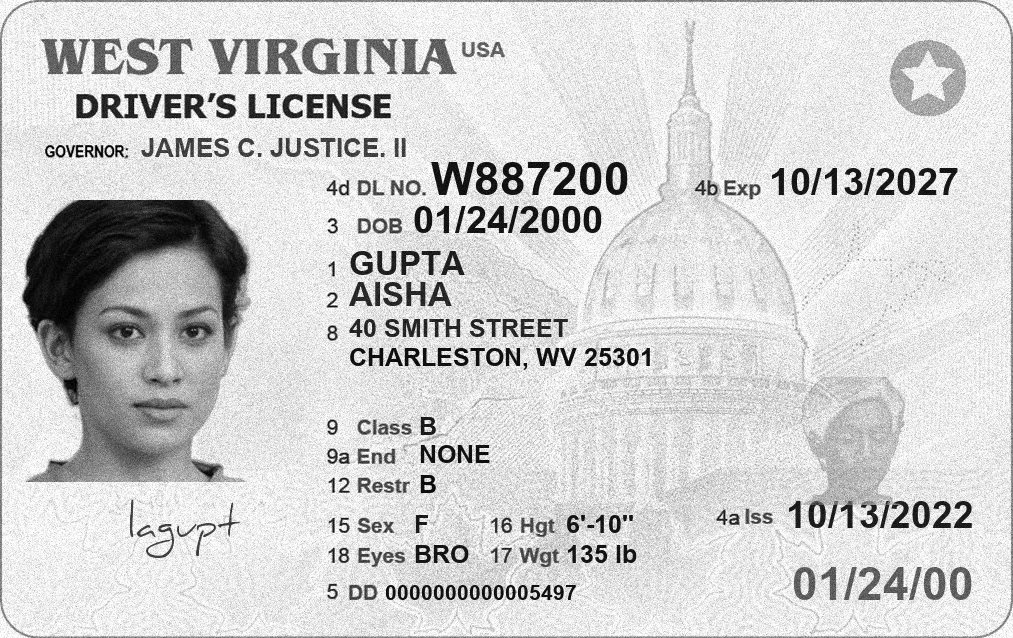 WEST VIRGINIA USA
DRIVER'S LICENSE
GOVERNOR: JAMES C. JUSTICE. II
4d DL NO. W887200 4b Exp 10/13/2027
3 DOB 01/24/2000
1 GUPTA
2 AISHA
8 40 SMITH STREET
CHARLESTON, WV 25301
9 Class B
9a End NONE
12 Restr B
15 Sex F 16 Hgt 6'-10" 4a Iss 10/13/2022
18 Eyes BRO 17 Wgt 135 lb
5 DD 0000000000005497
01/24/00
lagupt